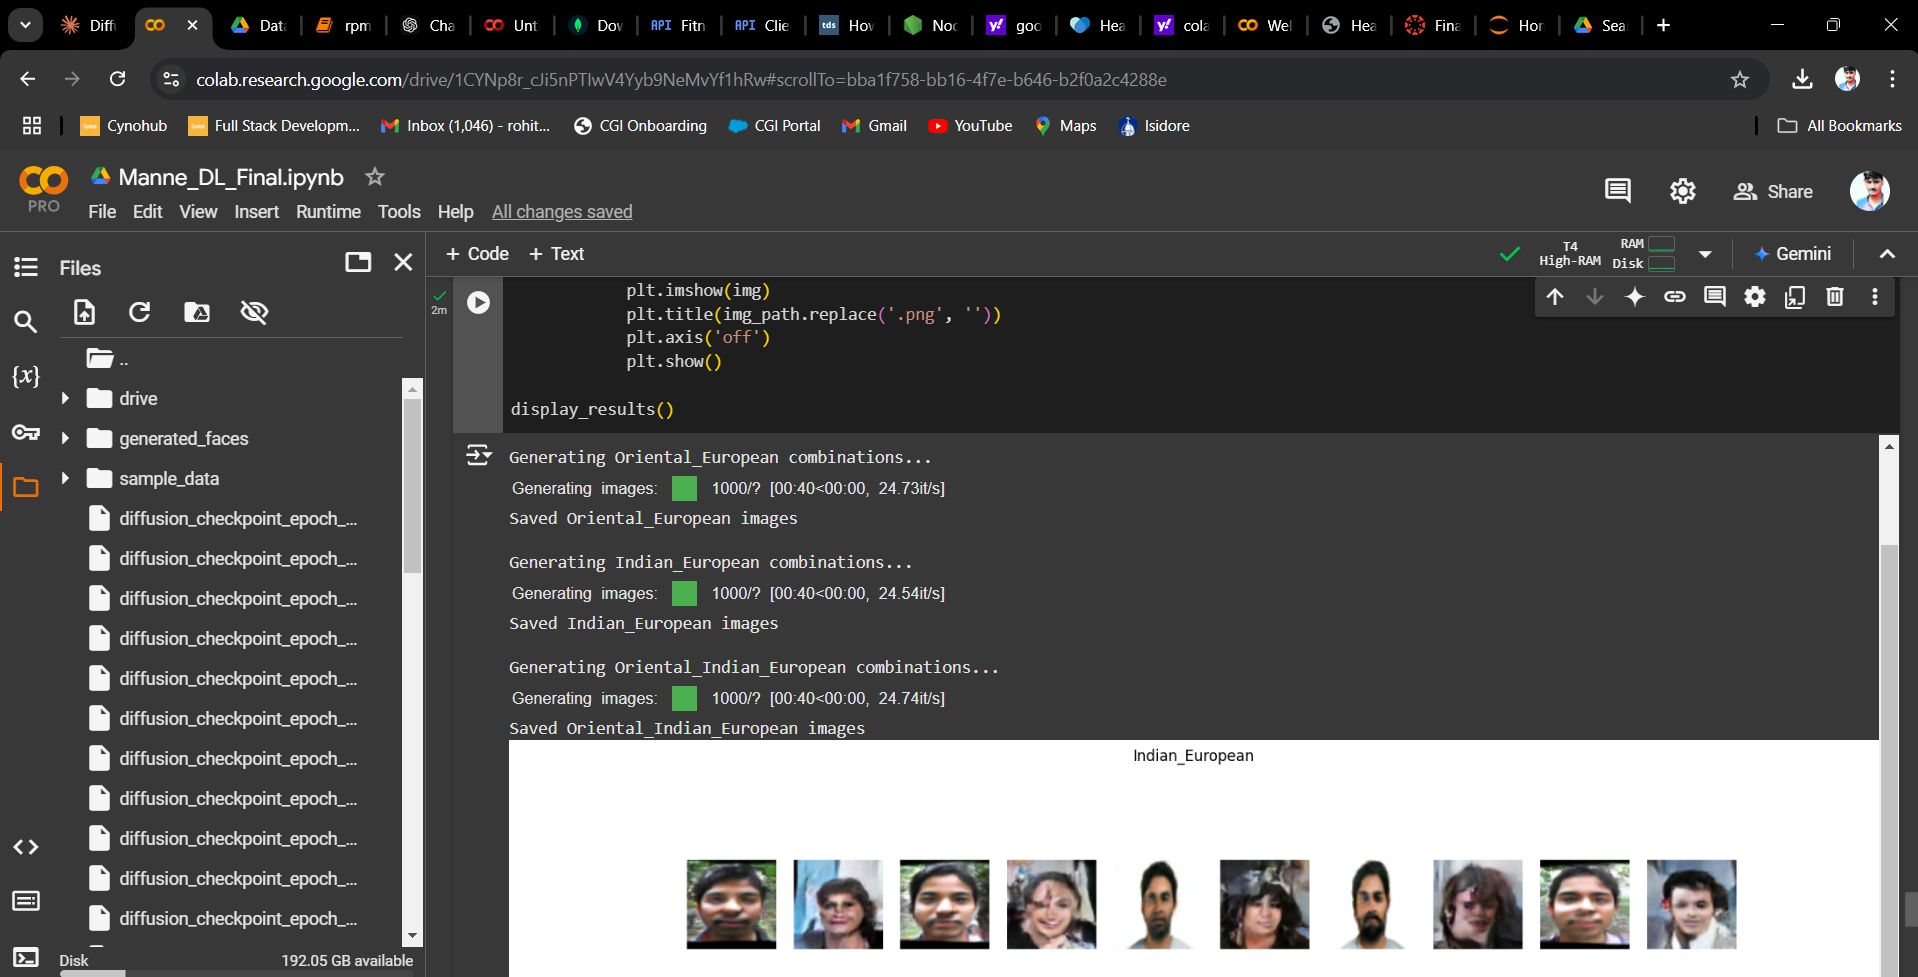 Diff
Data
rpm
Cha
Unt
Dov
API Fitn
API Clie
tds How
Noc
goo
Hea
cola
Wel
Hea
Fina
Hor
Sear
colab.research.google.com/drive/1CYNp8r_cJi5nPTIwV4Yyb9NeMvYf1hRw#scrollTo=bba1f758-bb16-4f7e-b646-b2f0a2c4288e
Cynohub
Full Stack Developm...
Inbox (1,046) - rohit...
CGI Onboarding
CGI Portal
Gmail
YouTube
Maps
Isidore
All Bookmarks
PRO
Manne_DL_Final.ipynb
File Edit View Insert Runtime Tools Help All changes saved
Share
Files
+ Code + Text
T4
High-RAM
RAM
Disk
Gemini
..
drive
generated_faces
sample_data
diffusion_checkpoint_epoch_...
diffusion_checkpoint_epoch_...
diffusion_checkpoint_epoch_...
diffusion_checkpoint_epoch_...
diffusion_checkpoint_epoch_...
diffusion_checkpoint_epoch_...
diffusion_checkpoint_epoch_...
diffusion_checkpoint_epoch_...
diffusion_checkpoint_epoch_...
diffusion_checkpoint_epoch_...
diffusion_checkpoint_epoch_...
Disk 192.05 GB available
2m
plt.imshow(img)
plt.title(img_path.replace('.png', ''))
plt.axis('off')
plt.show()
display_results()
Generating Oriental_European combinations...
Generating images: 1000/? [00:40<00:00, 24.73it/s]
Saved Oriental_European images
Generating Indian_European combinations...
Generating images: 1000/? [00:40<00:00, 24.54it/s]
Saved Indian_European images
Generating Oriental_Indian_European combinations...
Generating images: 1000/? [00:40<00:00, 24.74it/s]
Saved Oriental_Indian_European images
Indian_European